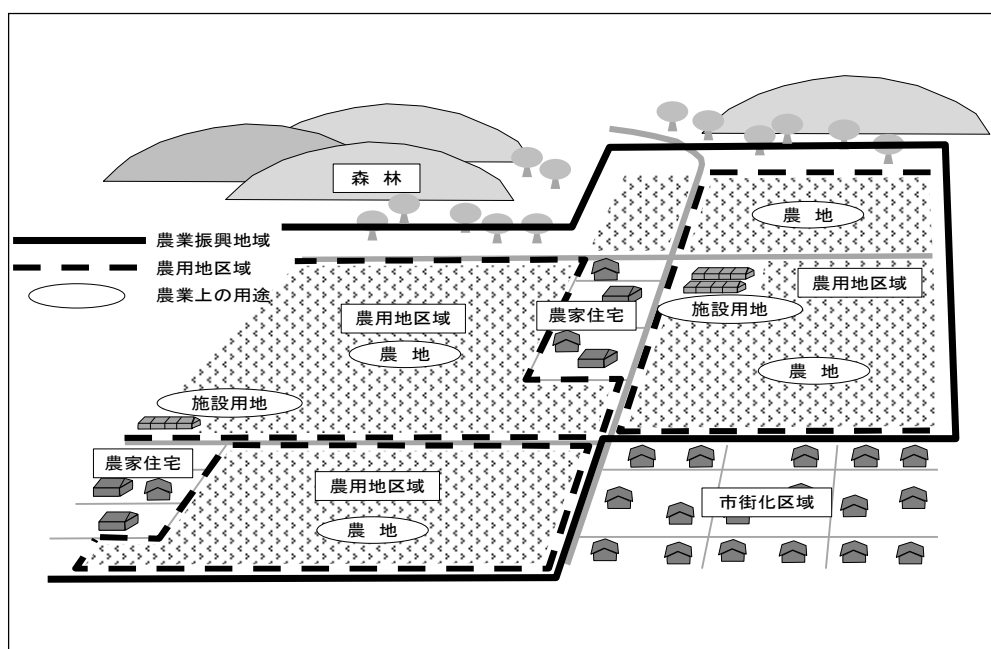 森 林
農業振興地域
農用地区域
農業上の用途
農 地
農用地区域
施設用地
農 地
農用地区域
農 地
農家住宅
施設用地
農家住宅
農用地区域
農 地
市街化区域